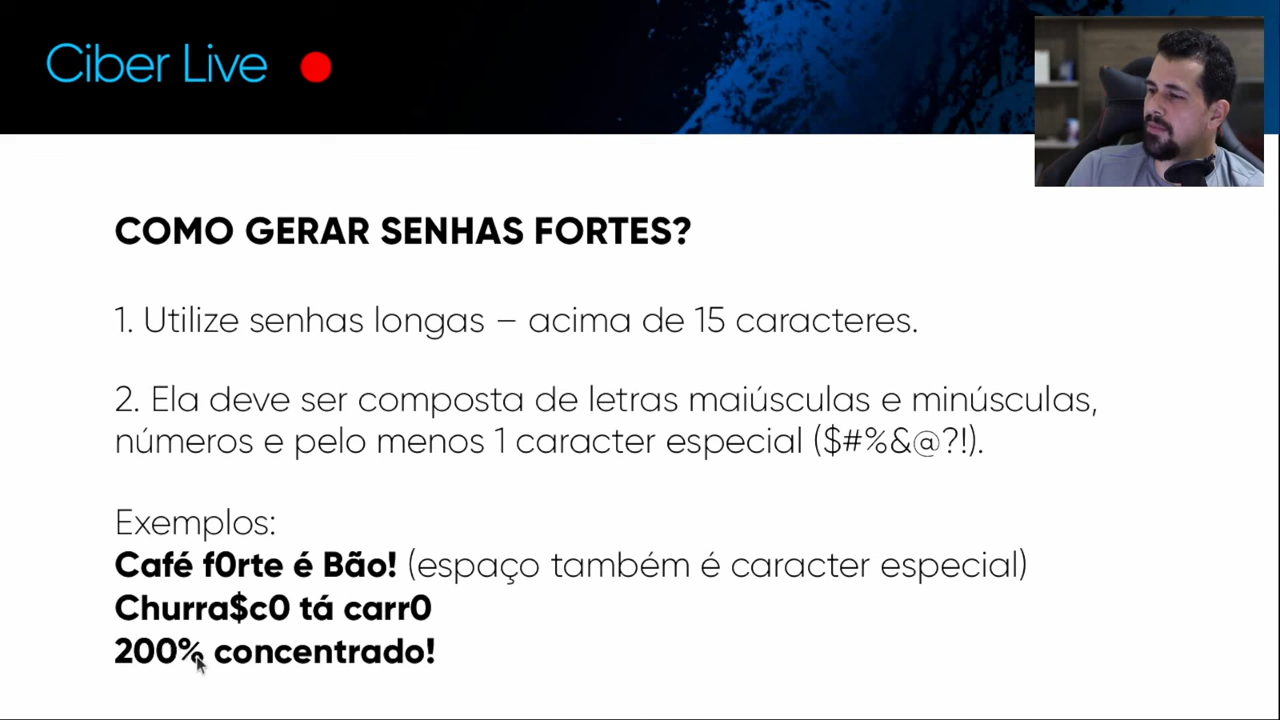 Ciber Live
COMO GERAR SENHAS FORTES?
1. Utilize senhas longas – acima de 15 caracteres.
2. Ela deve ser composta de letras maiúsculas e minúsculas,
números e pelo menos 1 caracter especial ($#%&@?!).
Exemplos:
Café f0rte é Bão! (espaço também é caracter especial)
Churra$c0 tá carr0
200% concentrado!